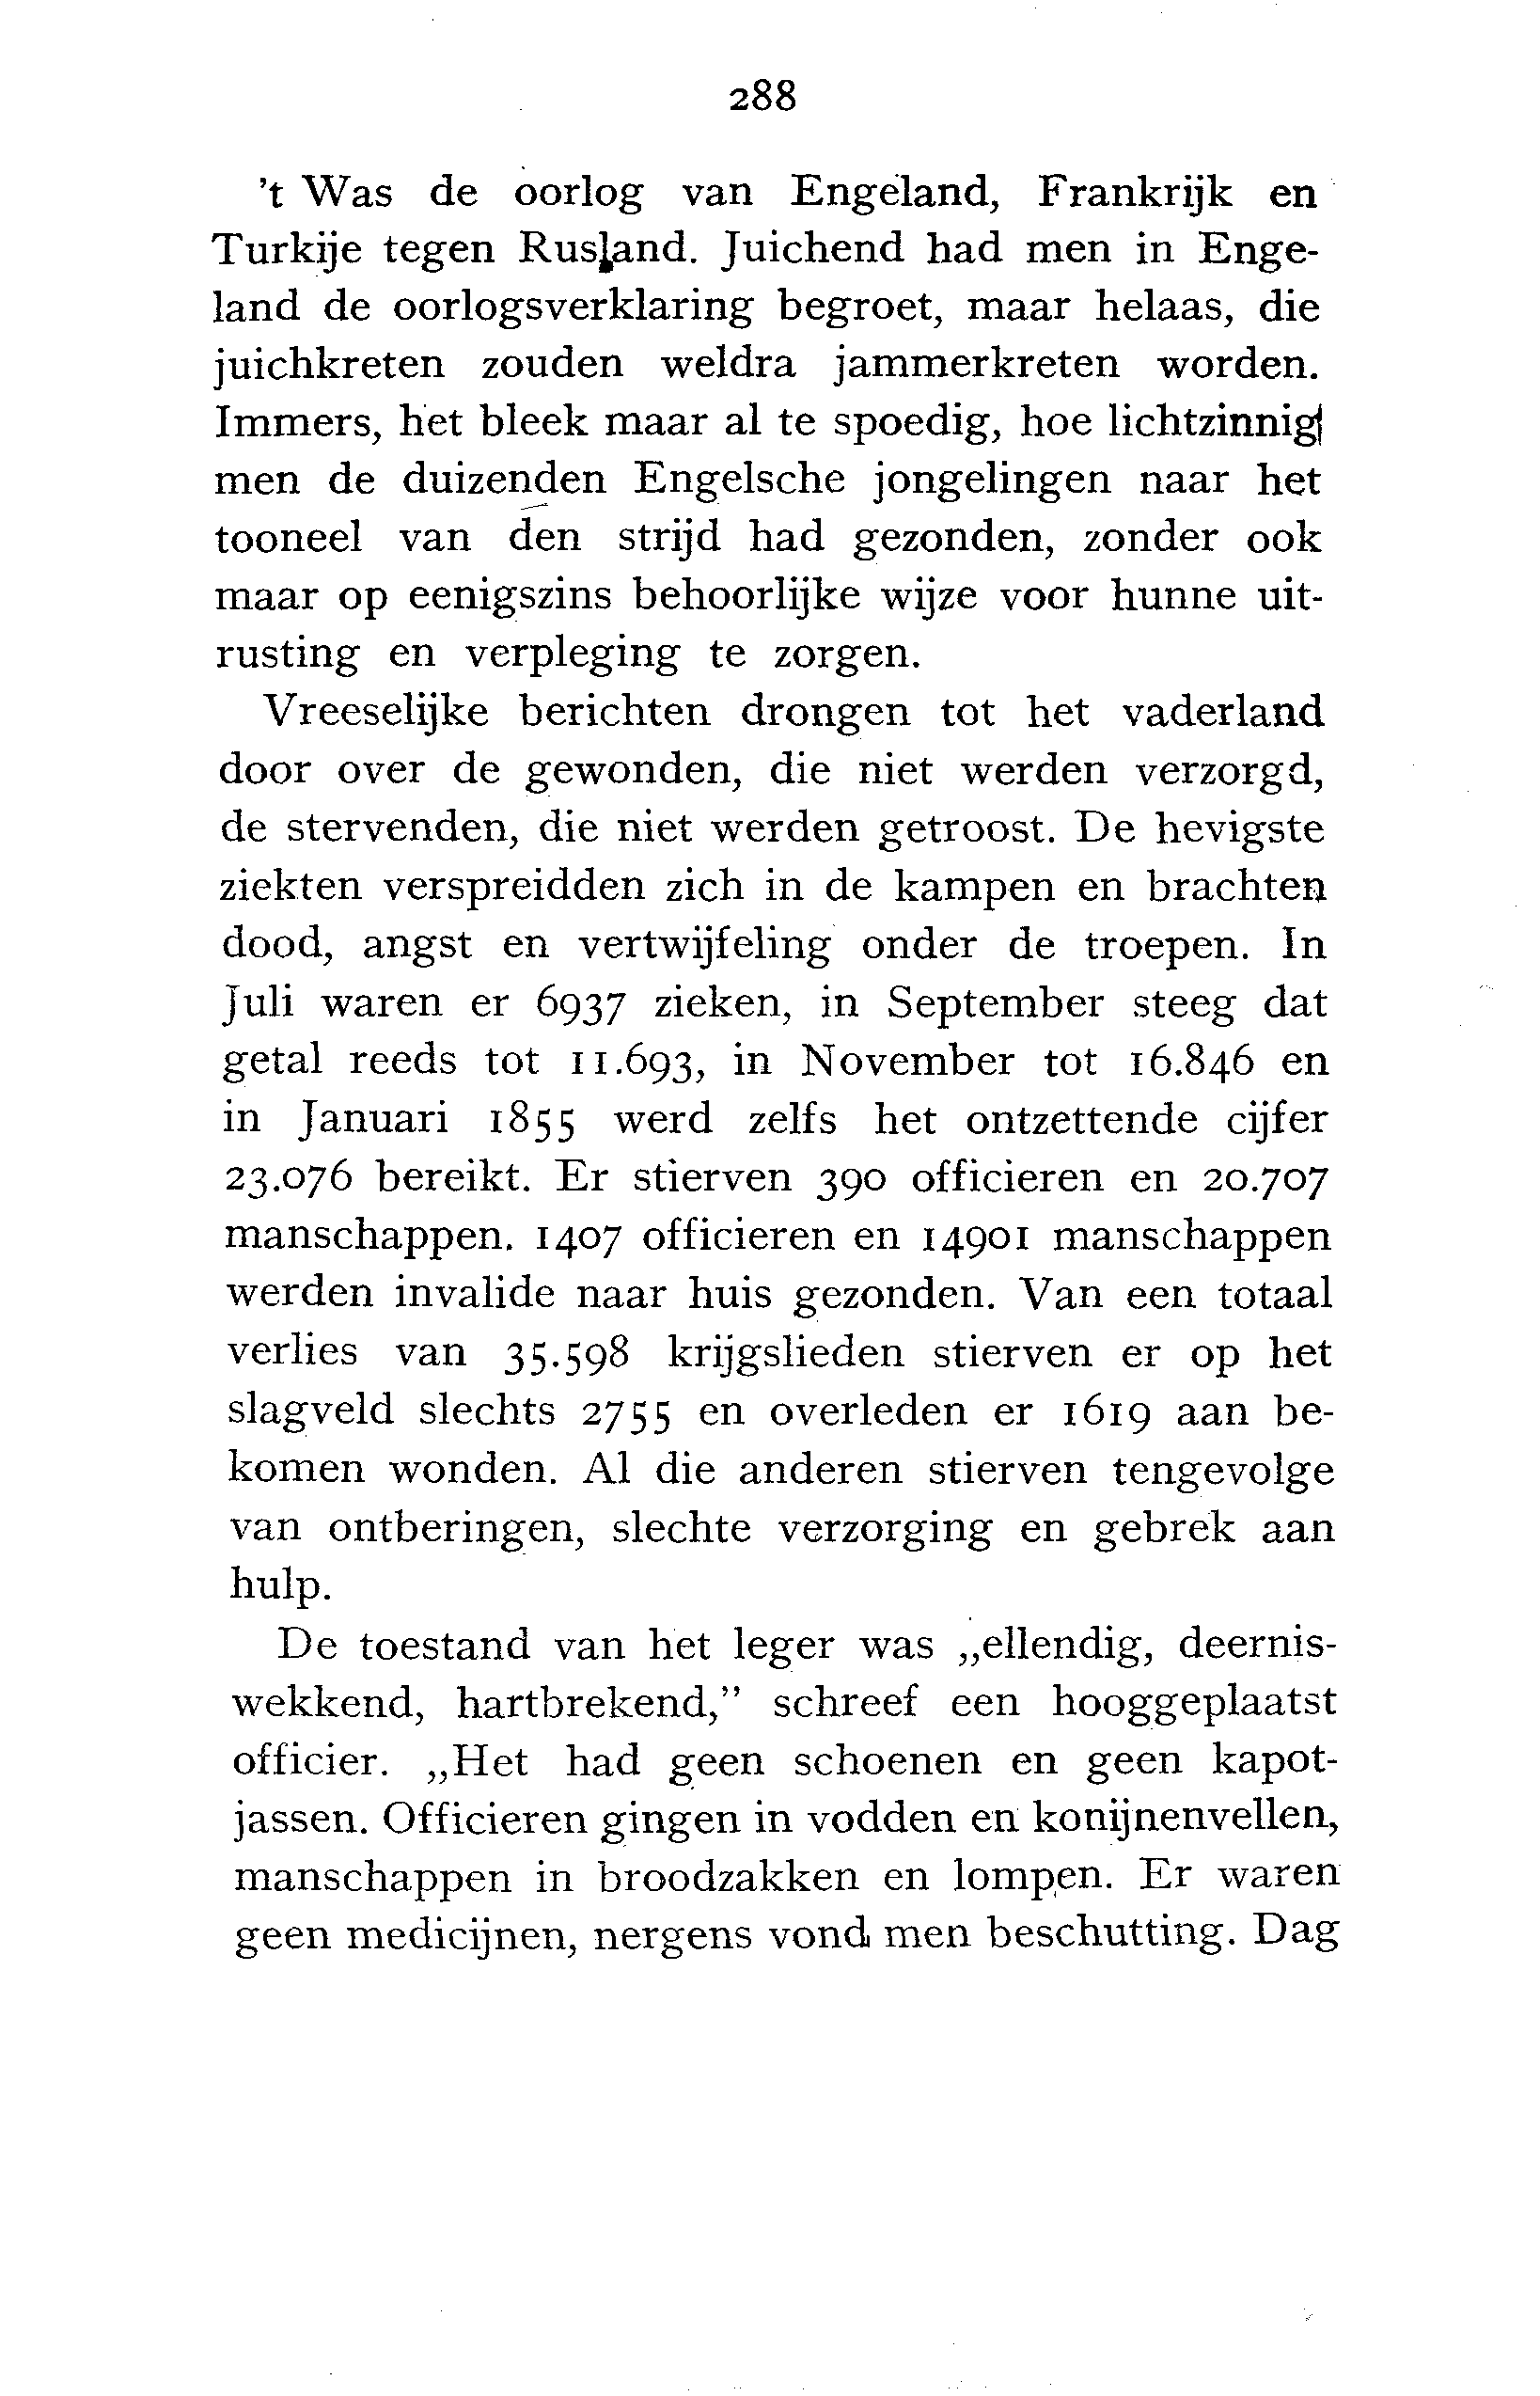 288
't Was de oorlog van Engeland, Frankrijk en
Turkije tegen Rusland. Juichend had men in Enge-
land de oorlogsverklaring begroet, maar helaas, die
juichkreten zouden weldra jammerkreten worden.
Immers, het bleek maar al te spoedig, hoe lichtzinnig
men de duizenden Engelsche jongelingen naar het
tooneel van den strijd had gezonden, zonder ook
maar op eenigszins behoorlijke wijze voor hunne uit-
rusting en verpleging te zorgen.
Vreeselijke berichten drongen tot het vaderland
door over de gewonden, die niet werden verzorgd,
de stervenden, die niet werden getroost. De hevigste
ziekten verspreidden zich in de kampen en brachten
dood, angst en vertwijfeling onder de troepen. In
Juli waren er 6937 zieken, in September steeg dat
getal reeds tot 11.693, in November tot 16.846 en
in Januari 1855 werd zelfs het ontzettende cijfer
23.076 bereikt. Er stierven 390 officieren en 20.707
manschappen. 1407 officieren en 14901 manschappen
werden invalide naar huis gezonden. Van een totaal
verlies van 35.598 krijgslieden stierven er op het
slagveld slechts 2755 en overleden er 1619 aan be-
komen wonden. Al die anderen stierven tengevolge
van ontberingen, slechte verzorging en gebrek aan
hulp.
De toestand van het leger was „ellendig, deernis-
wekkend, hartbrekend,” schreef een hooggeplaatst
officier. „Het had geen schoenen en geen kapot-
jassen. Officieren gingen in vodden en konijnenvellen,
manschappen in broodzakken en lompen. Er waren
geen medicijnen, nergens vond men beschutting. Dag